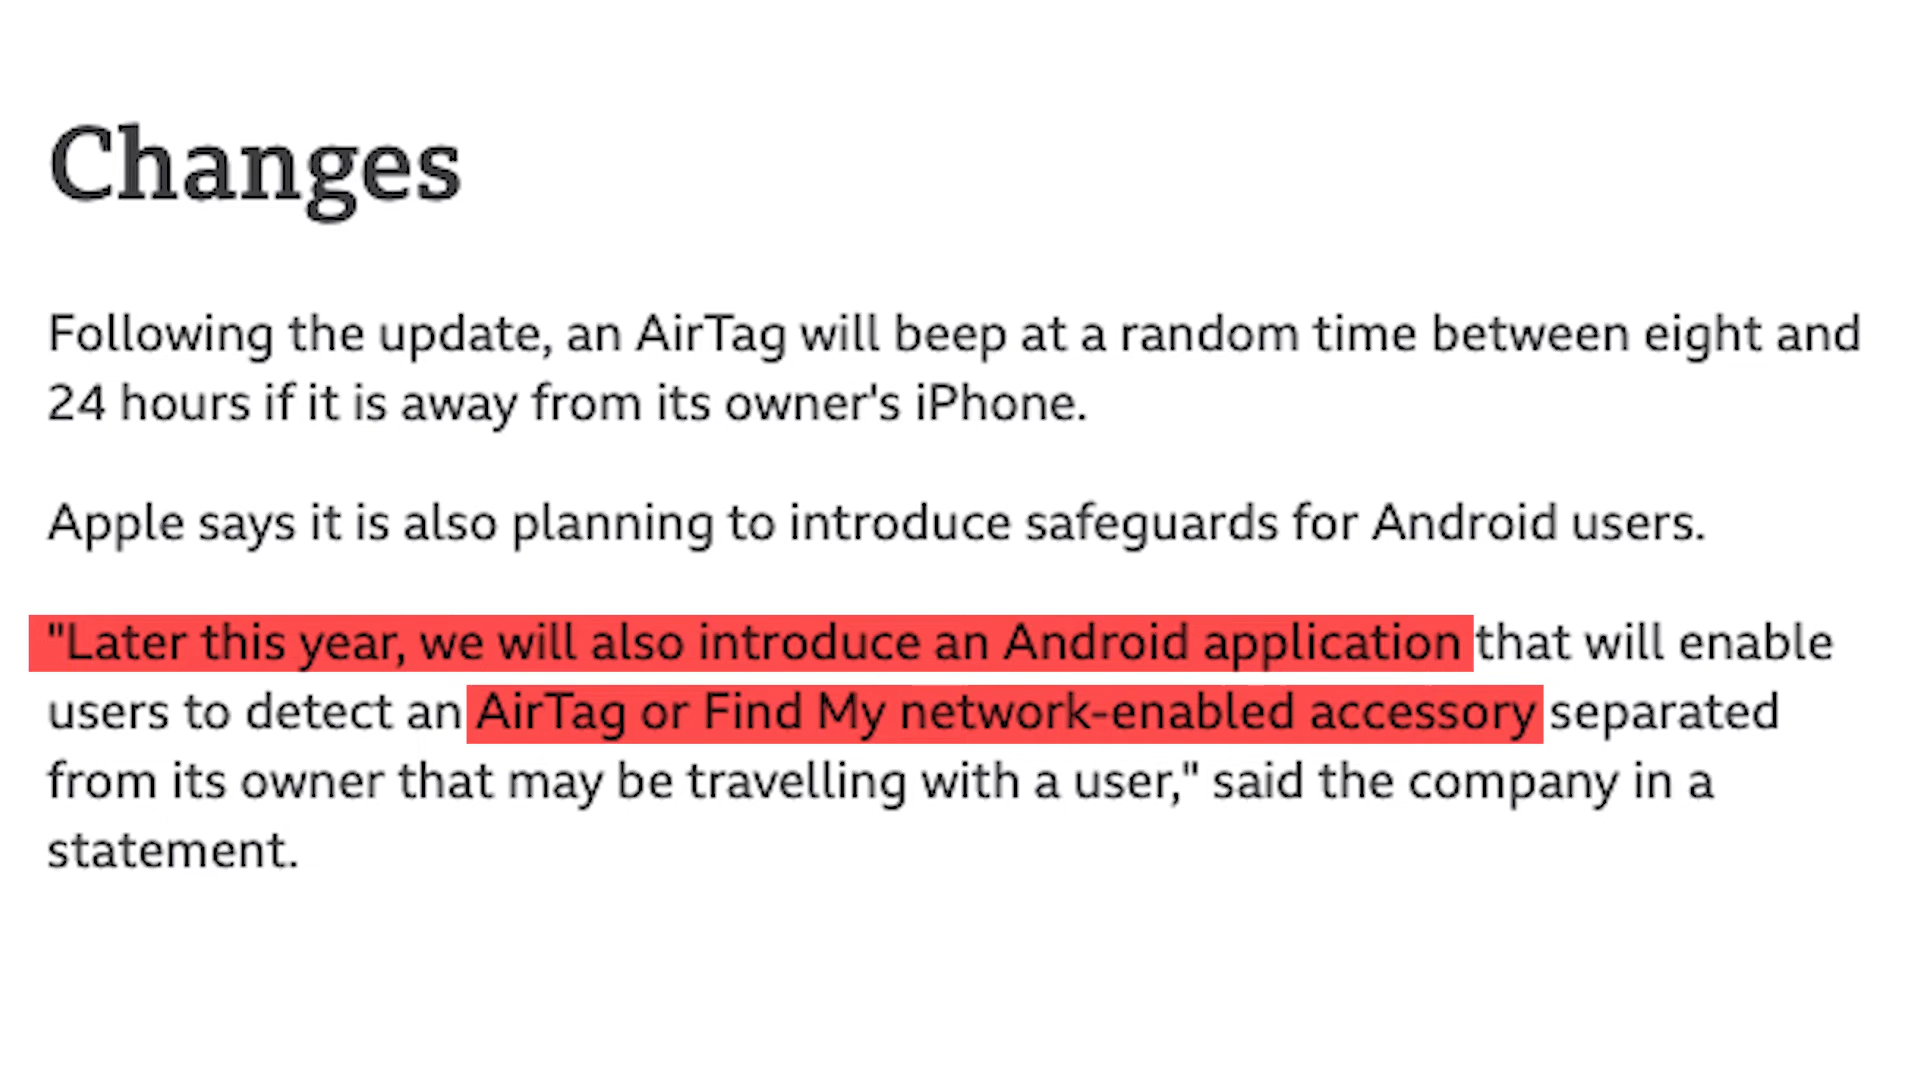 Changes
Following the update, an AirTag will beep at a random time between eight and
24 hours if it is away from its owner's iPhone.
Apple says it is also planning to introduce safeguards for Android users.
"Later this year, we will also introduce an Android application that will enable
users to detect an AirTag or Find My network-enabled accessory separated
from its owner that may be travelling with a user," said the company in a
statement.